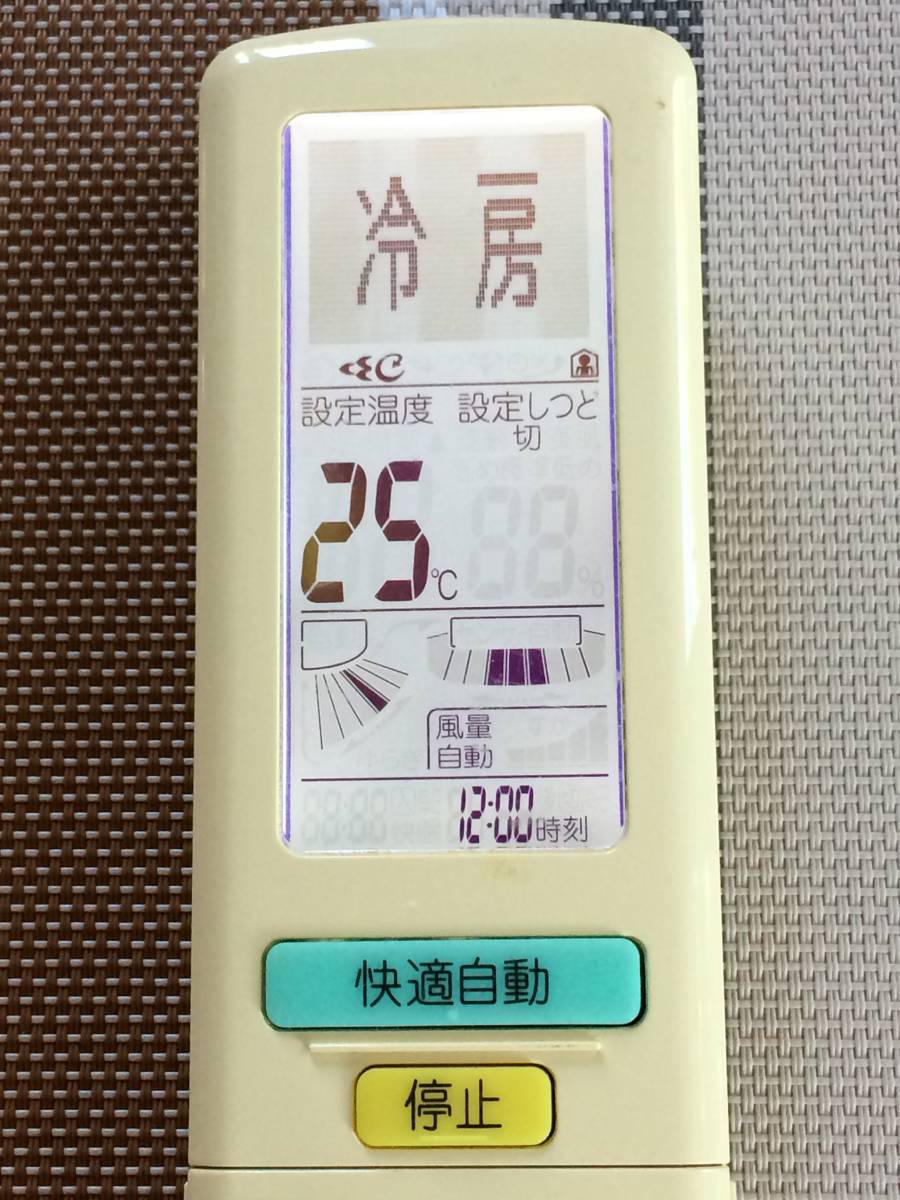 冷房
設定温度 設定しつど
切
25℃
風量
自動
12:00時刻
快適自動
停止